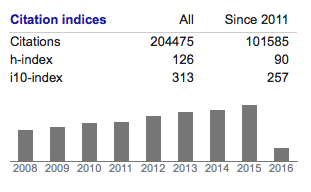 Citation indices All Since 2011
Citations 204475 101585
h-index 126 90
i10-index 313 257
2008 2009 2010 2011 2012 2013 2014 2015 2016